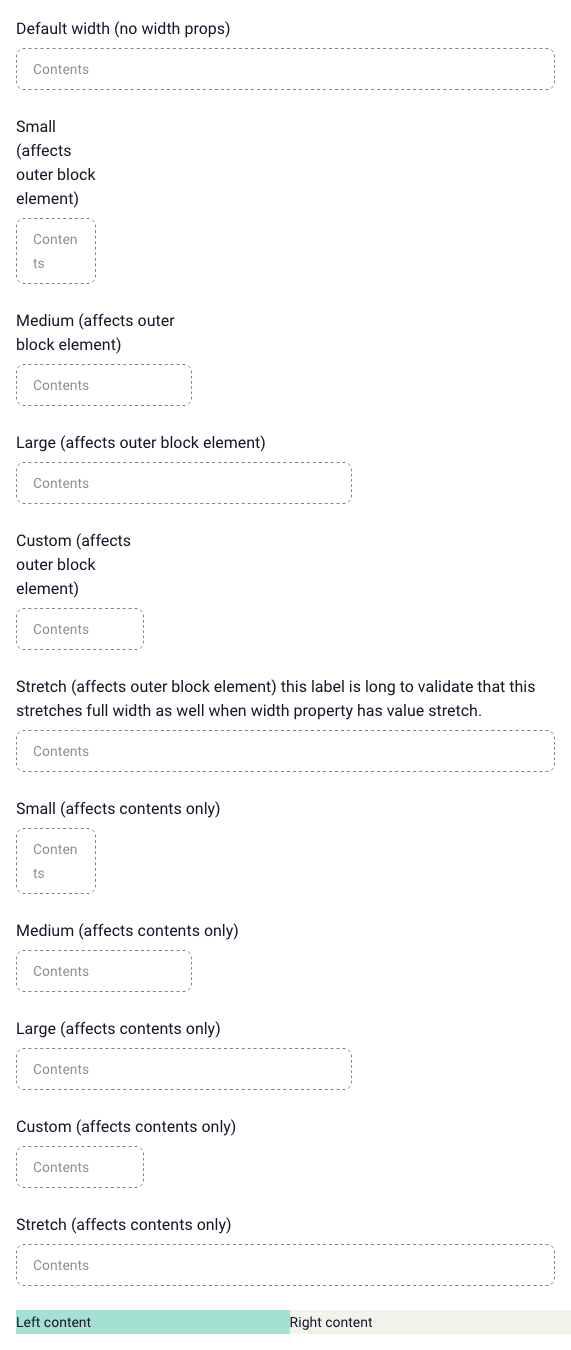 Default width (no width props)
Contents
Small
(affects
outer block
element)
Conten
ts
Medium (affects outer
block element)
Contents
Large (affects outer block element)
Contents
Custom (affects
outer block
element)
Contents
Stretch (affects outer block element) this label is long to validate that this
stretches full width as well when width property has value stretch.
Contents
Small (affects contents only)
Conten
ts
Medium (affects contents only)
Contents
Large (affects contents only)
Contents
Custom (affects contents only)
Contents
Stretch (affects contents only)
Contents
Left content
Right content